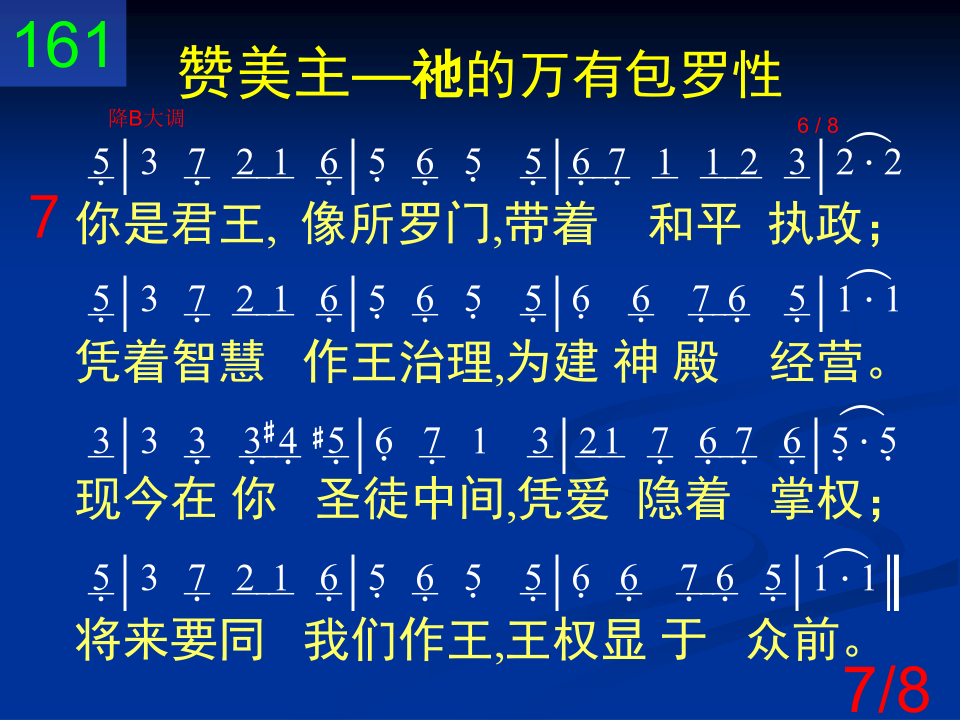 161
赞美主—祂的万有包罗性
降B大调 6 / 8
5̣ | 3 7̣ 2 1 6̣ | 5̣ 6̣ 5̣ 5̣ | 6̣ 7̣ 1 1 2 3 | 2 · 2
7 你是君王, 像所罗门,带着 和平 执政；
5̣ | 3 7̣ 2 1 6̣ | 5̣ 6̣ 5̣ 5̣ | 6̣ 6̣ 7̣ 6̣ 5̣ | 1 · 1
凭着智慧 作王治理,为建 神 殿 经营。
3 | 3 3̣ 3̣ #4̣ #5̣ | 6̣ 7̣ 1 3 | 2 1 7̣ 6̣ 7̣ 6̣ | 5̣ · 5̣
现今在 你 圣徒中间,凭爱 隐着 掌权；
5̣ | 3 7̣ 2 1 6̣ | 5̣ 6̣ 5̣ 5̣ | 6̣ 6̣ 7̣ 6̣ 5̣ | 1 · 1 ‖
将来要同 我们作王,王权显 于 众前。
7/8